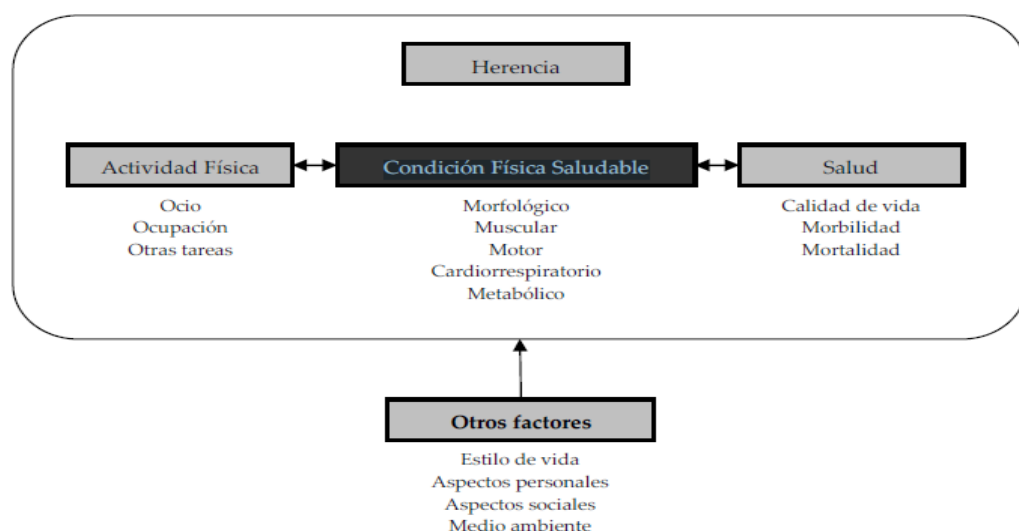 Herencia
Actividad Física
Condición Física Saludable
Salud
Ocio
Ocupación
Otras tareas
Morfológico
Muscular
Motor
Cardiorrespiratorio
Metabólico
Calidad de vida
Morbilidad
Mortalidad
Otros factores
Estilo de vida
Aspectos personales
Aspectos sociales
Medio ambiente